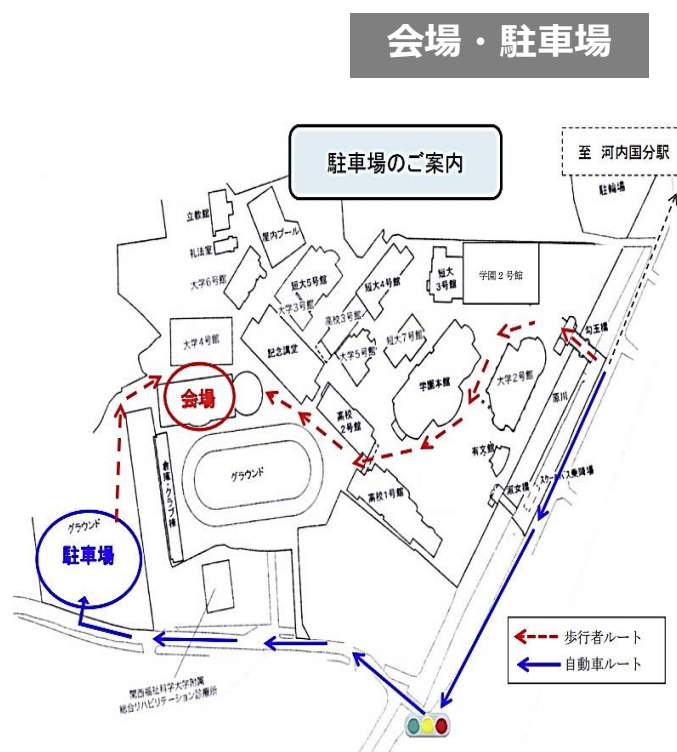 会場・駐車場
駐車場のご案内
至 河内国分駅
駐輪場
立教館
礼法室
屋内プール
大学6号館
短大5号館
大学3号館
短大4号館
高校3号館
短大
3号館
学園2号館
大学4号館
記念講堂
大学5号館
短大7号館
学園本館
大学2号館
勾玉橋
原川
会場
高校
2号館
有文館
淑女橋
スクールバス乗降場
倉庫・クラブ棟
グラウンド
高校1号館
グラウンド
駐車場
関西福祉科学大学附属
総合リハビリテーション診療所
歩行者ルート
自動車ルート